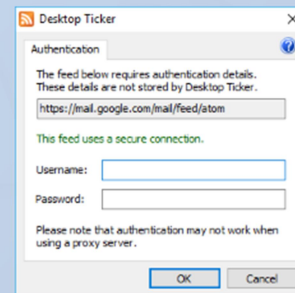 Desktop Ticker
Authentication
The feed below requires authentication details.
These details are not stored by Desktop Ticker.
https://mail.google.com/mail/feed/atom
This feed uses a secure connection.
Username:
Password:
Please note that authentication may not work when
using a proxy server.
OK Cancel